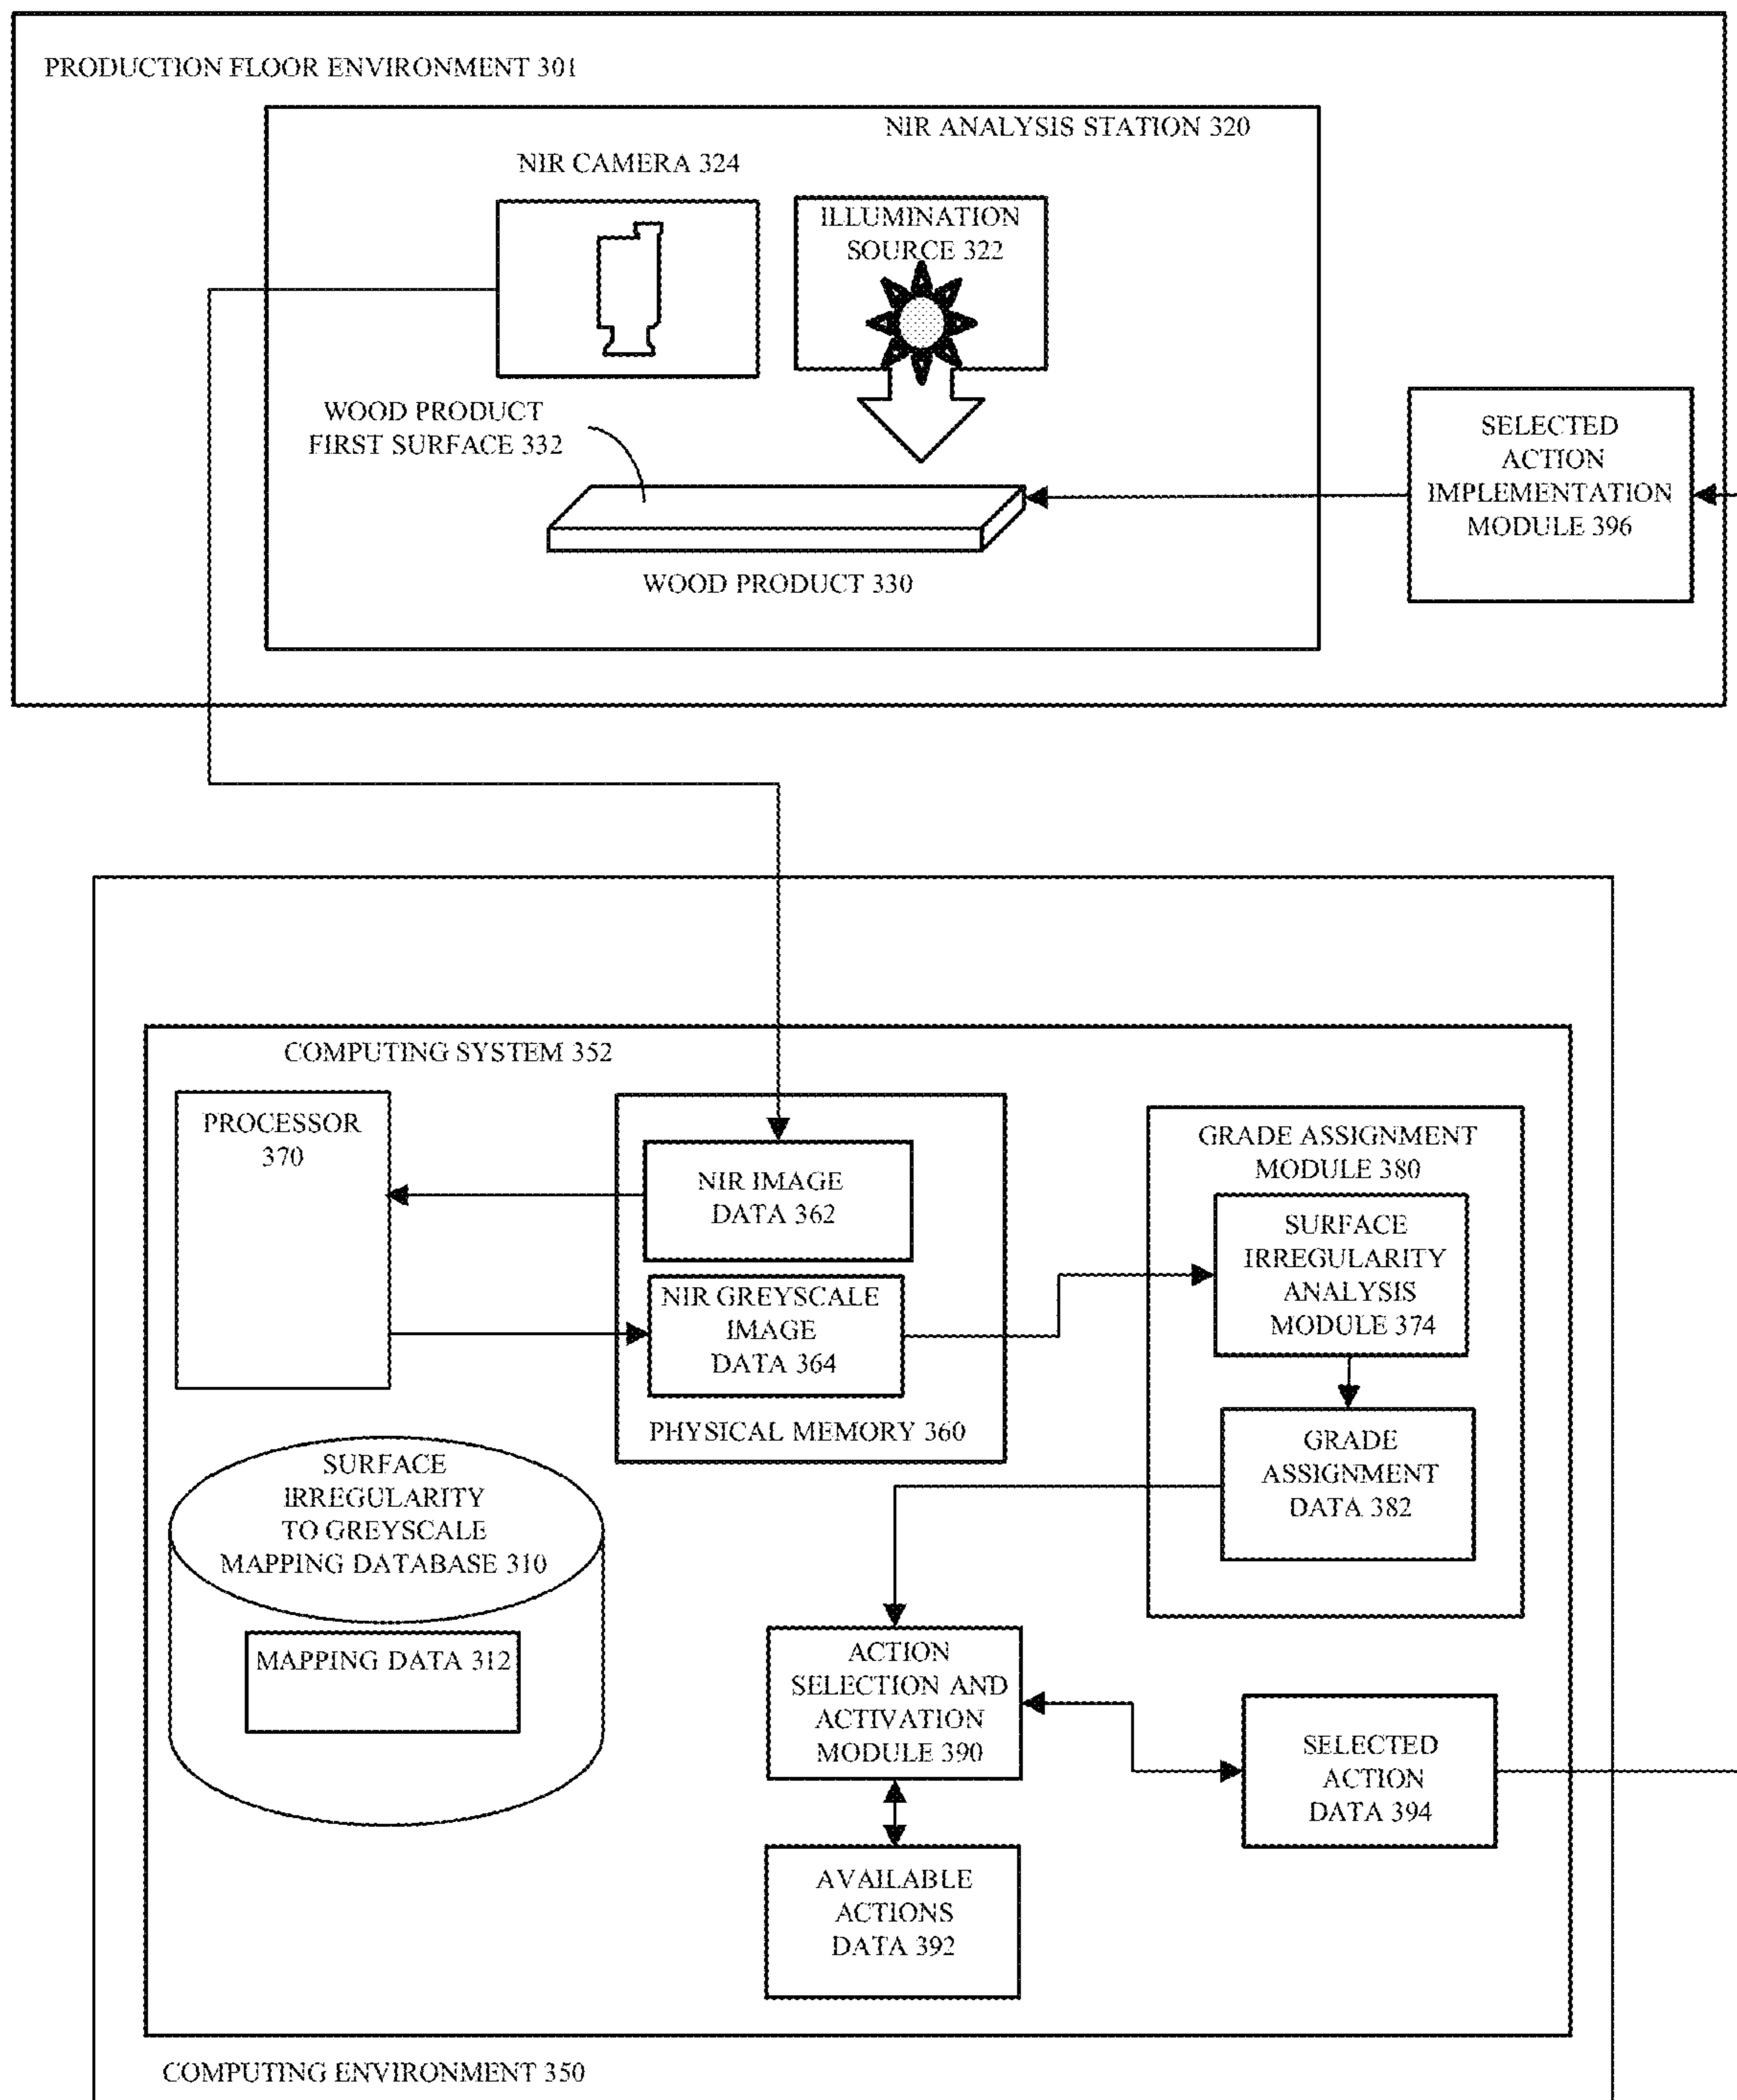 PRODUCTION FLOOR ENVIRONMENT 301
NIR ANALYSIS STATION 320
NIR CAMERA 324
ILLUMINATION
SOURCE 322
WOOD PRODUCT
FIRST SURFACE 332
WOOD PRODUCT 330
SELECTED
ACTION
IMPLEMENTATION
MODULE 396
COMPUTING SYSTEM 352
PROCESSOR
370
NIR IMAGE
DATA 362
NIR GREYSCALE
IMAGE
DATA 364
PHYSICAL MEMORY 360
GRADE ASSIGNMENT
MODULE 380
SURFACE
IRREGULARITY
ANALYSIS
MODULE 374
GRADE
ASSIGNMENT
DATA 382
SURFACE
IRREGULARITY
TO GREYSCALE
MAPPING DATABASE 310
MAPPING DATA 312
ACTION
SELECTION AND
ACTIVATION
MODULE 390
SELECTED
ACTION
DATA 394
AVAILABLE
ACTIONS
DATA 392
COMPUTING ENVIRONMENT 350